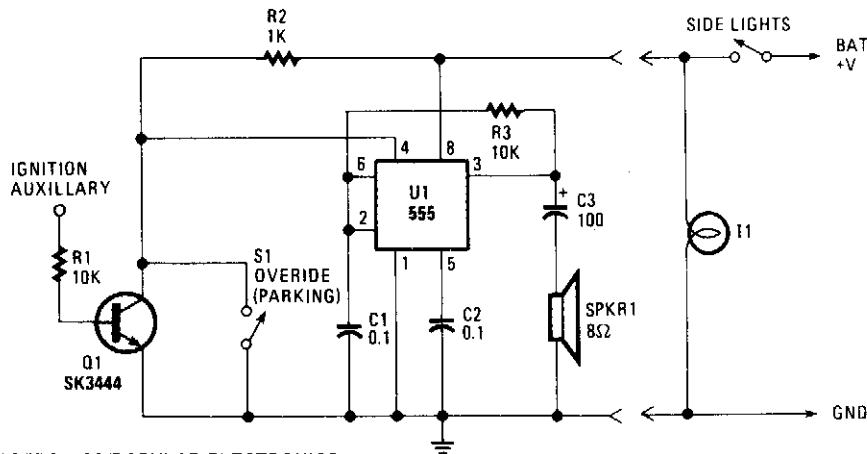 R2
1K
SIDE LIGHTS
BAT
+V
R3
10K
4
8
3
6
2
U1
555
1
5
IGNITION
AUXILLARY
R1
10K
S1
OVERIDE
(PARKING)
+
C3
100
I1
C1
0.1
C2
0.1
SPKR1
8Ω
Q1
SK3444
GND